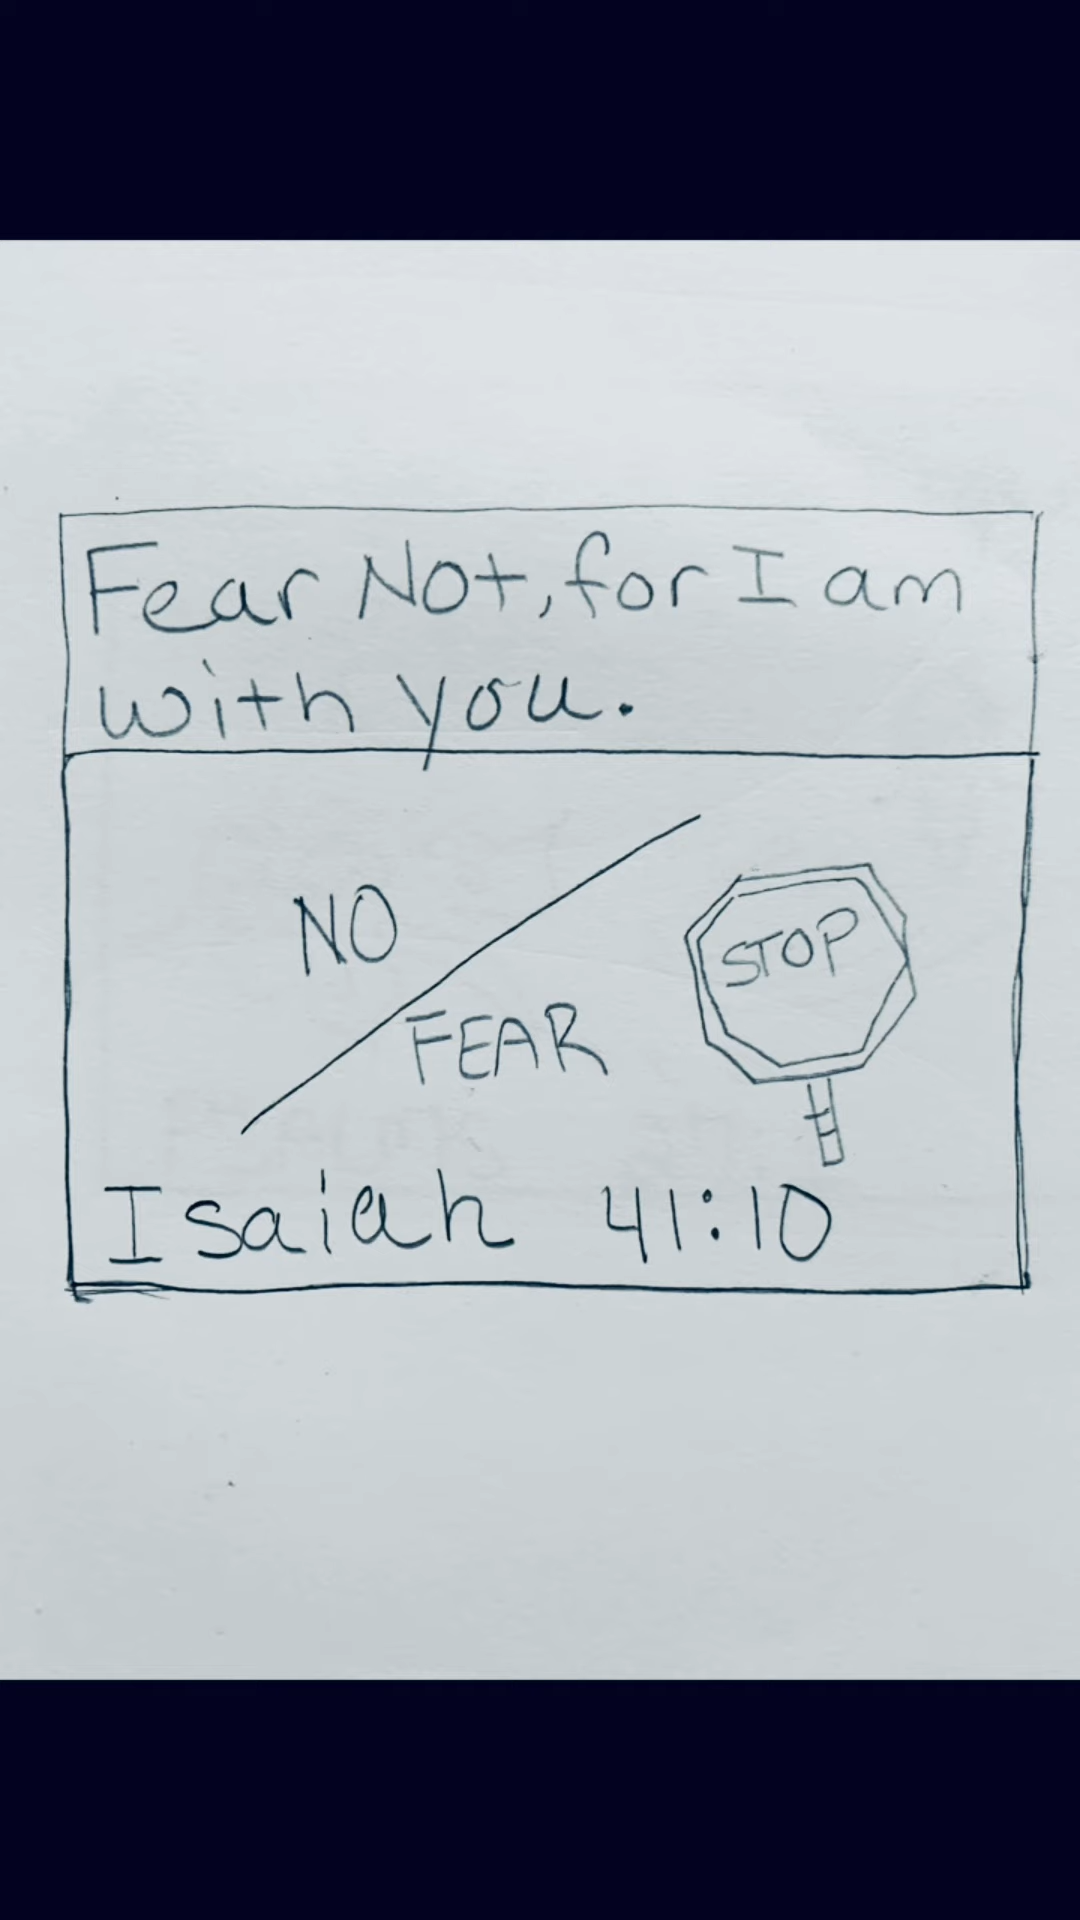 Fear Not, for I am
with you.
NO
FEAR
STOP
Isaiah 41:10